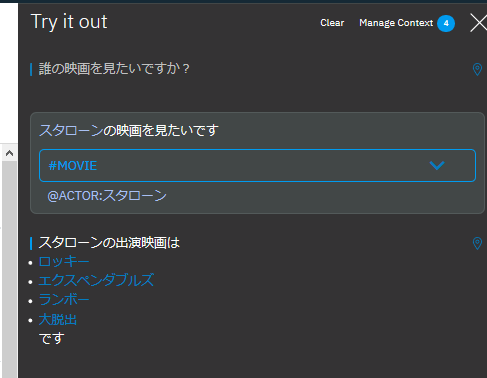 Try it out
Clear
Manage Context 4
誰の映画を見たいですか？
スタローンの映画を見たいです
#MOVIE
@ACTOR:スタローン
スタローンの出演映画は
• ロッキー
• エクスペンダブルズ
• ランボー
• 大脱出
です